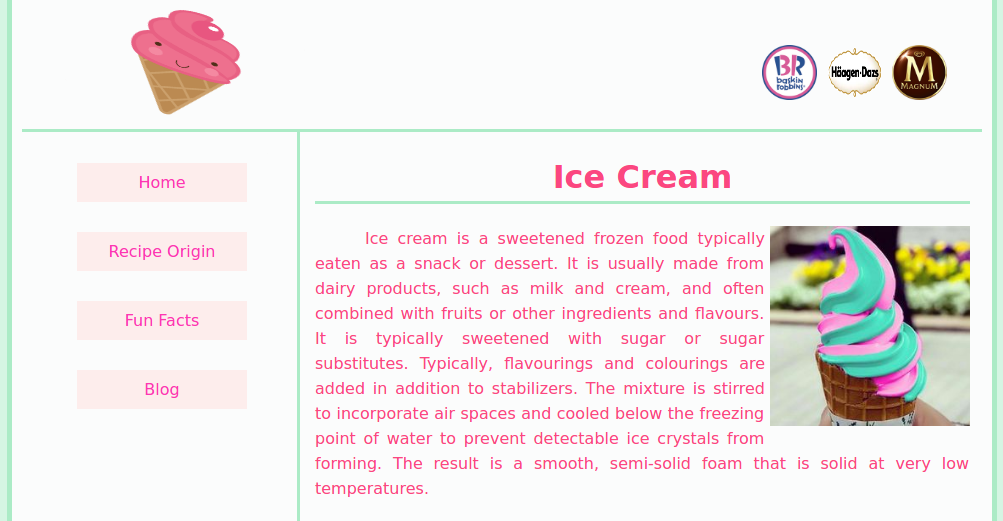 BR
baskin
robbins
Häagen-Dazs
M
MAGNUM
Home
Recipe Origin
Fun Facts
Blog
Ice Cream
Ice cream is a sweetened frozen food typically
eaten as a snack or dessert. It is usually made from
dairy products, such as milk and cream, and often
combined with fruits or other ingredients and flavours.
It is typically sweetened with sugar or sugar
substitutes. Typically, flavourings and colourings are
added in addition to stabilizers. The mixture is stirred
to incorporate air spaces and cooled below the freezing
point of water to prevent detectable ice crystals from
forming. The result is a smooth, semi-solid foam that is solid at very low
temperatures.